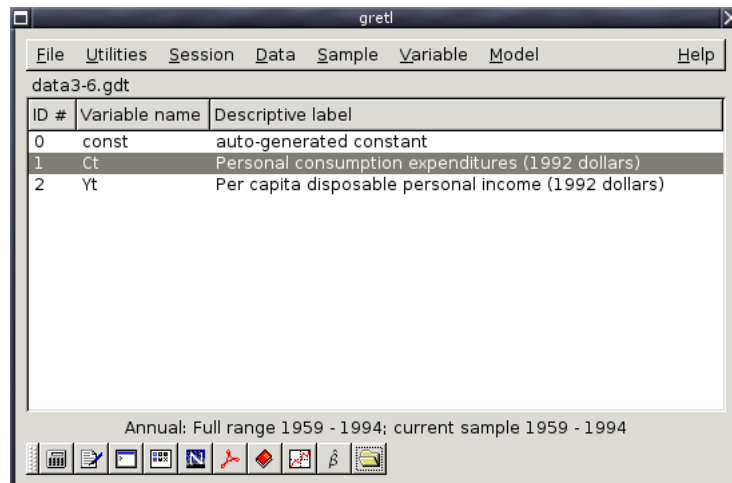 gretl
File Utilities Session Data Sample Variable Model Help
data3-6.gdt
ID # Variable name Descriptive label
0 const auto-generated constant
1 Ct Personal consumption expenditures (1992 dollars)
2 Yt Per capita disposable personal income (1992 dollars)
Annual: Full range 1959 - 1994; current sample 1959 - 1994
β̂